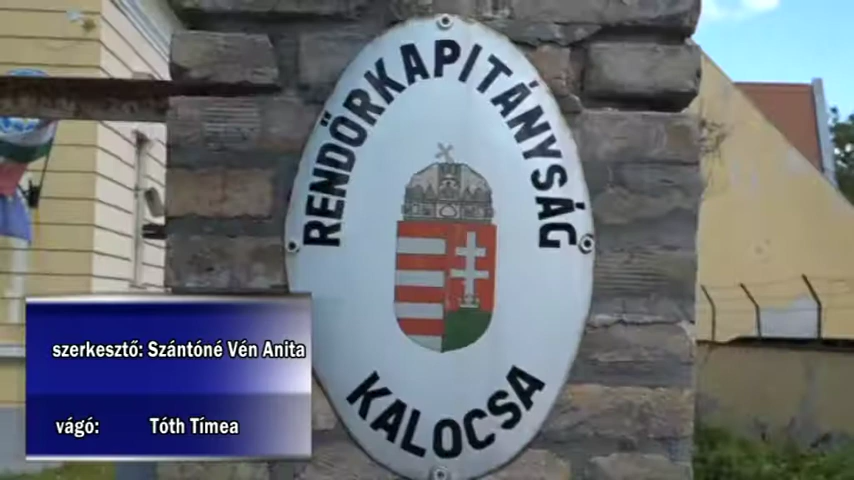 RENDŐRKAPITÁNYSÁG
KALOCSA
szerkesztő: Szántóné Vén Anita
vágó: Tóth Tímea